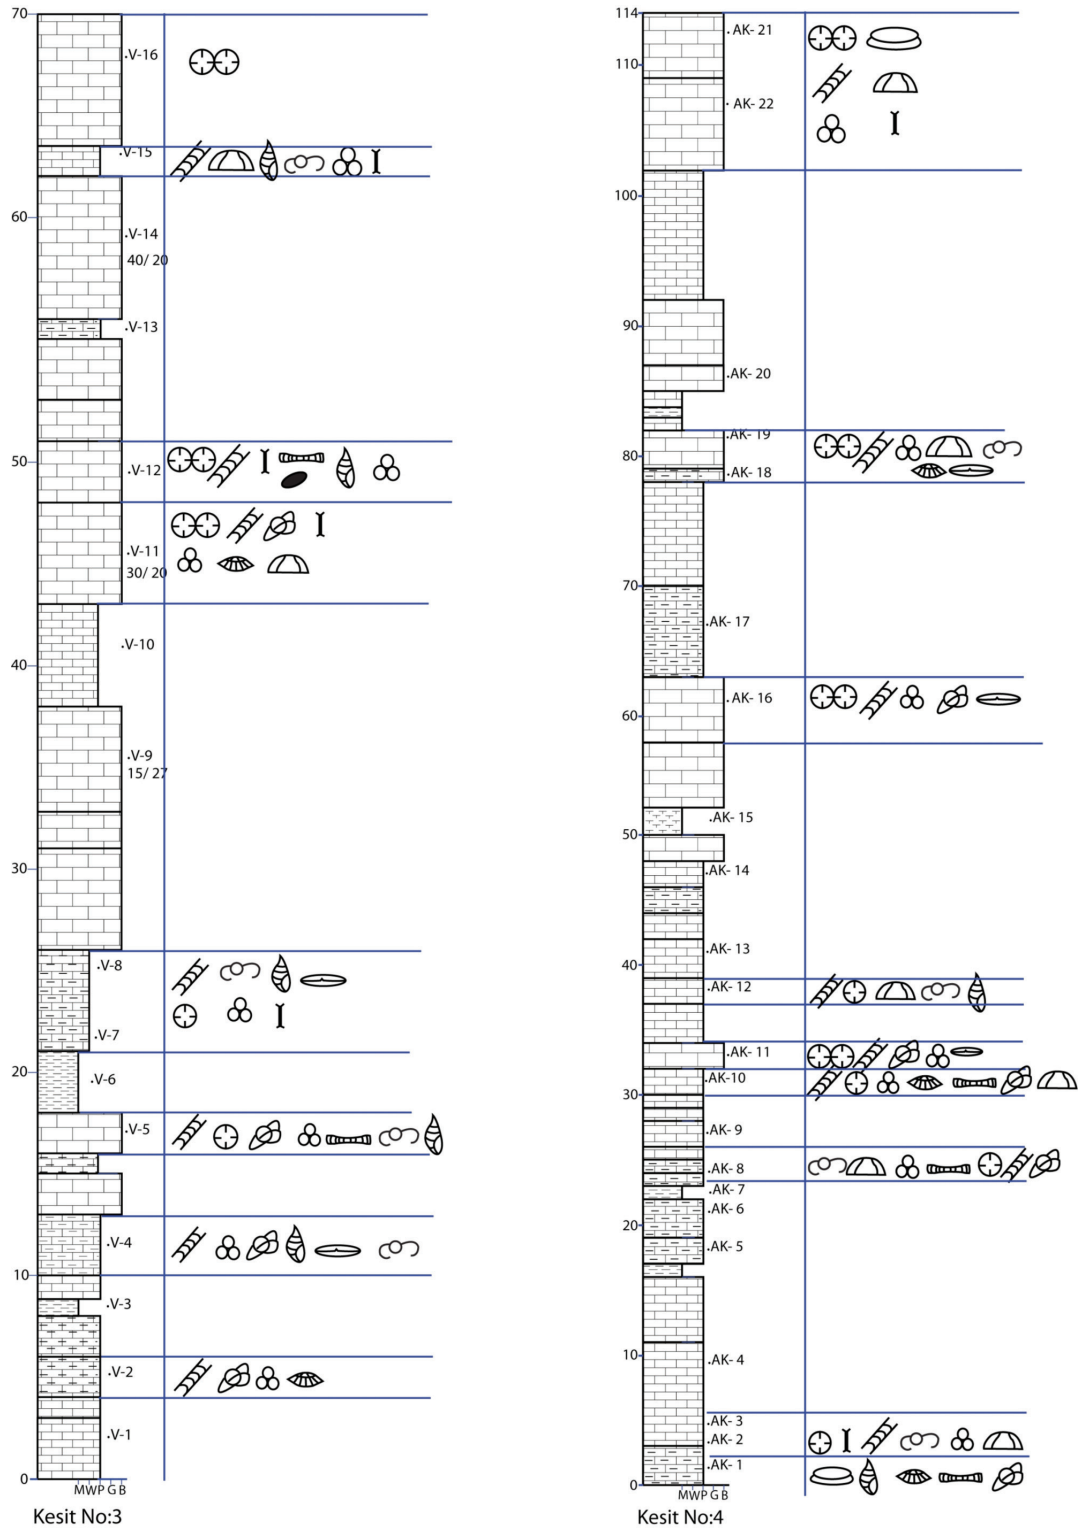 70
V-16
V-15
60
V-14
40/ 20
V-13
50
V-12
V-11
30/ 20
V-10
40
V-9
15/ 27
30
V-8
V-7
20
V-6
V-5
V-4
10
V-3
V-2
V-1
0
MWP G B
Kesit No:3
114
AK- 21
110
AK- 22
100
90
AK- 20
AK- 19
80
AK- 18
70
AK- 17
AK- 16
60
AK- 15
50
AK- 14
AK- 13
40
AK- 12
AK- 11
AK-10
30
AK- 9
AK- 8
AK- 7
AK- 6
20
AK- 5
10
AK- 4
AK- 3
AK- 2
AK- 1
0
MWP G B
Kesit No:4